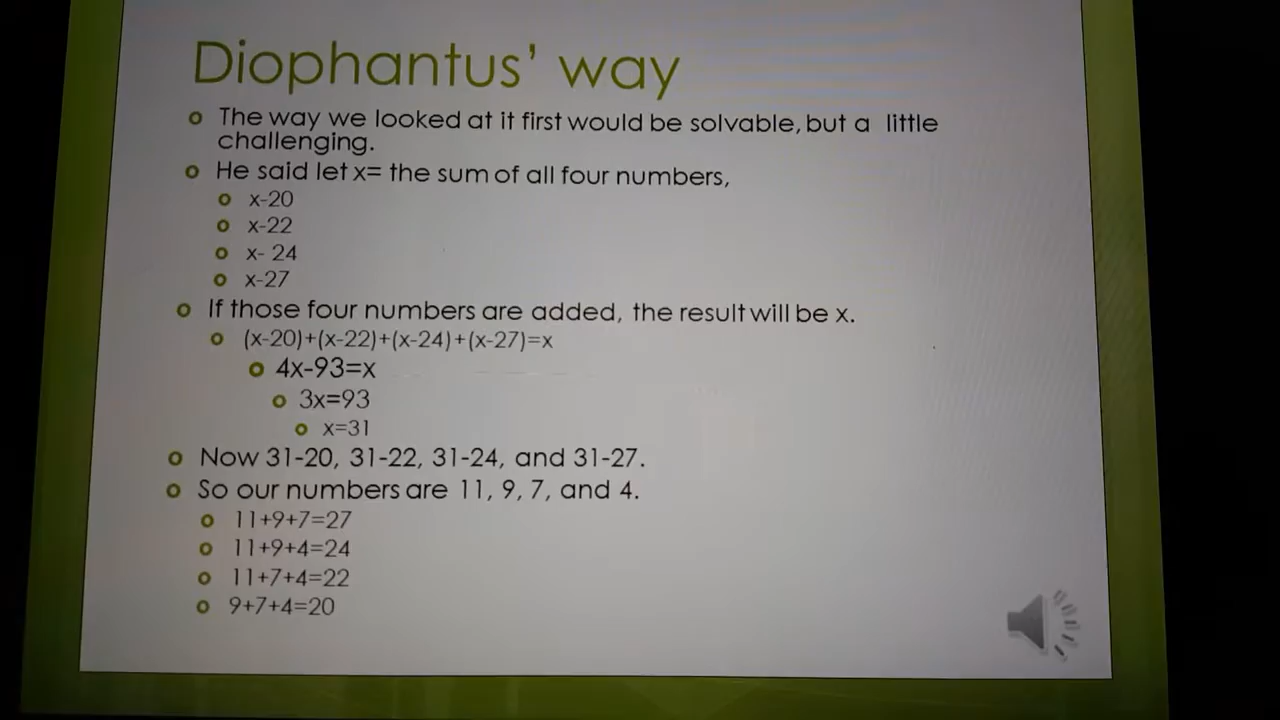 Diophantus' way
The way we looked at it first would be solvable, but a little
challenging.
He said let x= the sum of all four numbers,
x-20
x-22
x- 24
x-27
If those four numbers are added, the result will be x.
(x-20)+(x-22)+(x-24)+(x-27)=x
4x-93=x
3x=93
x=31
Now 31-20, 31-22, 31-24, and 31-27.
So our numbers are 11, 9, 7, and 4.
11+9+7=27
11+9+4=24
11+7+4=22
9+7+4=20